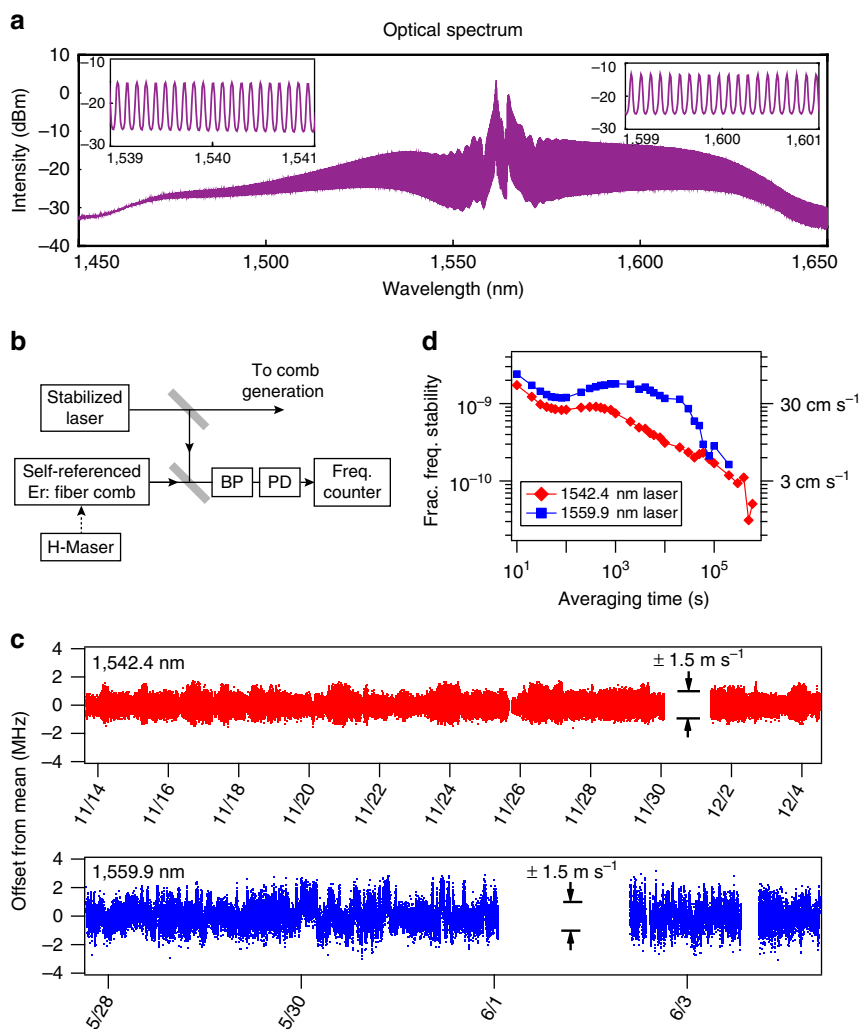 a
Optical spectrum
10
0
–10
–20
–30
–40
Intensity (dBm)
–10
–20
–30
1,539
1,540
1,541
–10
–20
–30
1,599
1,600
1,601
1,450
1,500
1,550
1,600
1,650
Wavelength (nm)
b
Stabilized
laser
To comb
generation
Self-referenced
Er: fiber comb
BP
PD
Freq.
counter
H-Maser
d
Frac. freq. stability
10⁻⁹
10⁻¹⁰
30 cm s⁻¹
3 cm s⁻¹
1542.4 nm laser
1559.9 nm laser
10¹
10³
10⁵
Averaging time (s)
c
Offset from mean (MHz)
4
2
0
–2
–4
1,542.4 nm
± 1.5 m s⁻¹
11/14
11/16
11/18
11/20
11/22
11/24
11/26
11/28
11/30
12/2
12/4
4
2
0
–2
–4
1,559.9 nm
± 1.5 m s⁻¹
5/28
5/30
6/1
6/3